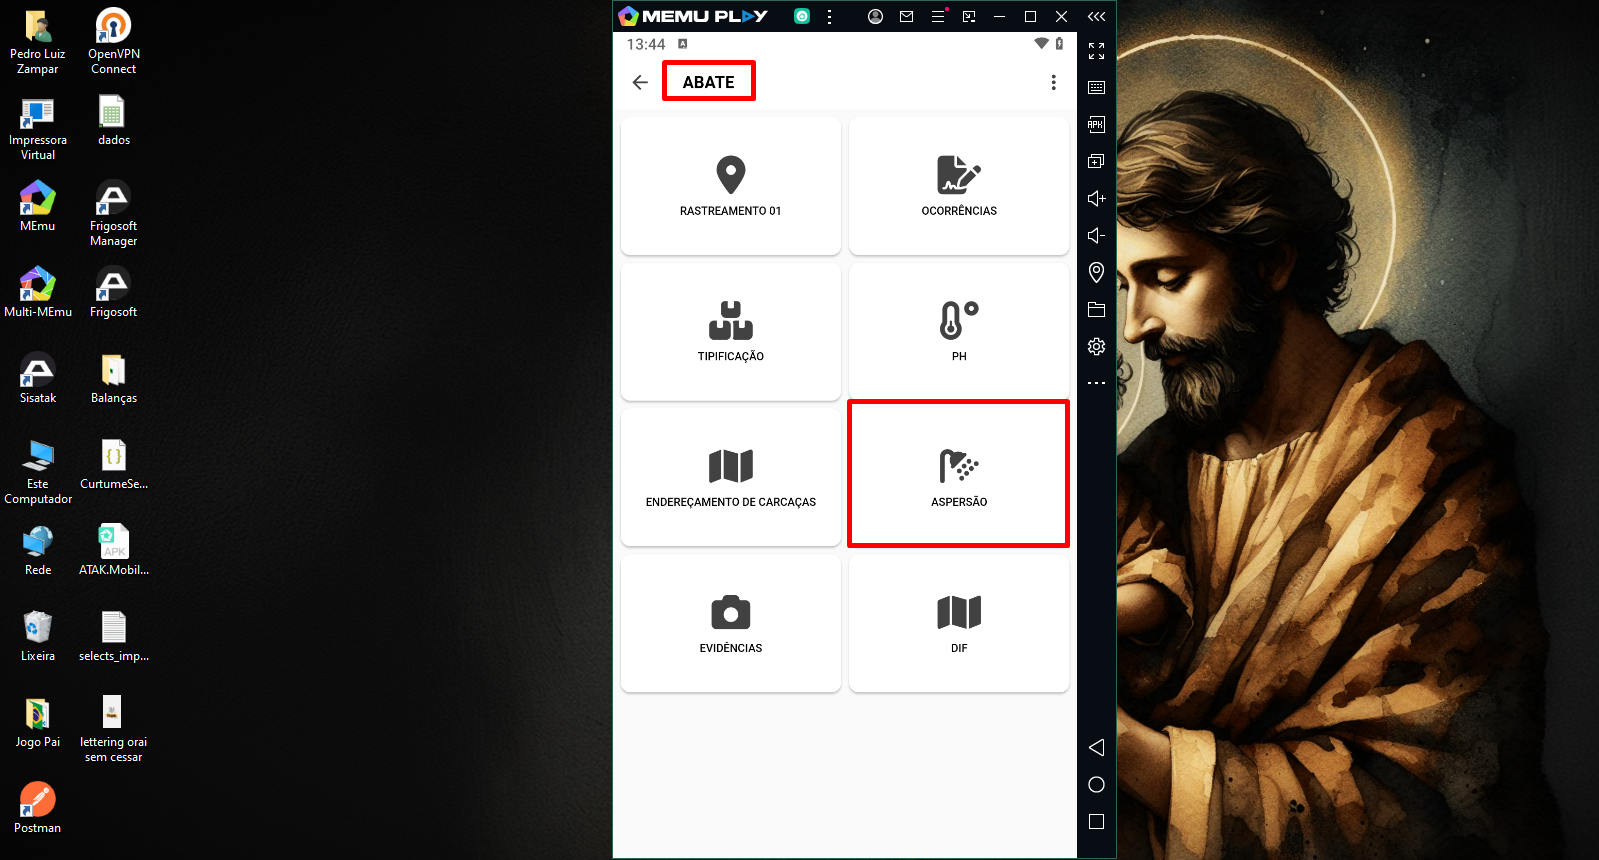 Pedro Luiz
Zampar
OpenVPN
Connect
Impressora
Virtual
dados
MEmu
Frigosoft
Manager
Multi-MEmu
Frigosoft
Sisatak
Balanças
Este
Computador
CurtumeSe...
Rede
APK
ATAK.Mobil...
Lixeira
selects_imp...
Jogo Pai
lettering orai
sem cessar
Postman
MEMU PLAY
13:44
A
ABATE
RASTREAMENTO 01
OCORRÊNCIAS
TIPIFICAÇÃO
PH
ENDEREÇAMENTO DE CARCAÇAS
ASPERSÃO
EVIDÊNCIAS
DIF
APK